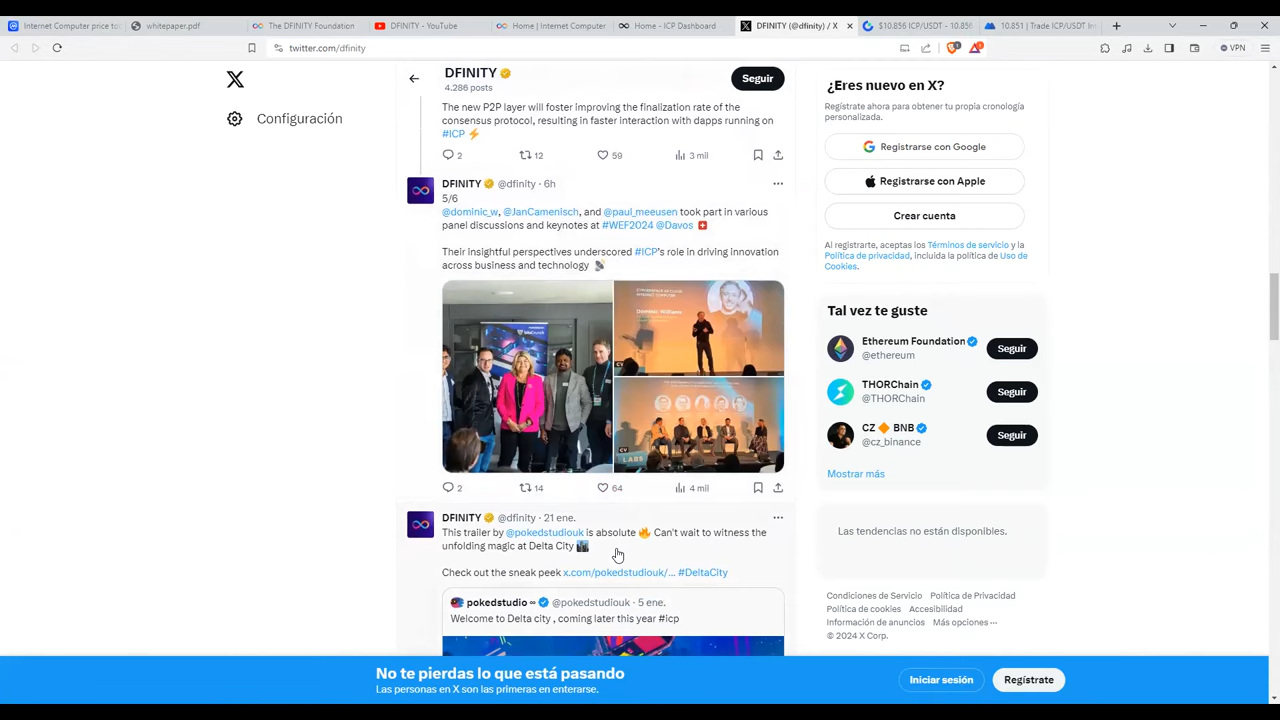 Internet Computer price to
whitepaper.pdf
The DFINITY Foundation
DFINITY - YouTube
Home | Internet Computer
Home - ICP Dashboard
DFINITY (@dfinity) / X
$10.856 ICP/USDT - 10.85
10.851 | Trade ICP/USDT
twitter.com/dfinity
VPN
Configuración
DFINITY
4.286 posts
Seguir
The new P2P layer will foster improving the finalization rate of the
consensus protocol, resulting in faster interaction with dapps running on
#ICP ⚡
2 12 59 3 mil
DFINITY @dfinity · 6h
5/6
@dominic_w, @JanCamenisch, and @paul_meeusen took part in various
panel discussions and keynotes at #WEF2024 @Davos
Their insightful perspectives underscored #ICP's role in driving innovation
across business and technology
Dominic Williams
CV
LABS
2 14 64 4 mil
DFINITY @dfinity · 21 ene.
This trailer by @pokedstudiouk is absolute 🔥 Can't wait to witness the
unfolding magic at Delta City
Check out the sneak peek x.com/pokedstudiouk/... #DeltaCity
pokedstudio ∞ @pokedstudiouk · 5 ene.
Welcome to Delta city , coming later this year #icp
¿Eres nuevo en X?
Regístrate ahora para obtener tu propia cronología
personalizada.
Registrarse con Google
Registrarse con Apple
Crear cuenta
Al registrarte, aceptas los Términos de servicio y la
Política de privacidad, incluida la política de Uso de
Cookies.
Tal vez te guste
Ethereum Foundation
@ethereum
Seguir
THORChain
@THORChain
Seguir
CZ 🔶 BNB
@cz_binance
Seguir
Mostrar más
Las tendencias no están disponibles.
Condiciones de Servicio Política de Privacidad
Política de cookies Accesibilidad
Información de anuncios Más opciones ···
© 2024 X Corp.
No te pierdas lo que está pasando
Las personas en X son las primeras en enterarse.
Iniciar sesión
Regístrate